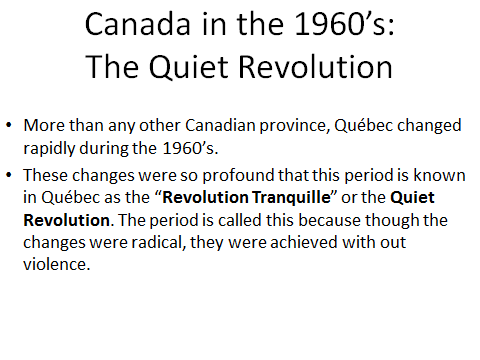 Canada in the 1960's:
The Quiet Revolution
• More than any other Canadian province, Québec changed
rapidly during the 1960's.
• These changes were so profound that this period is known
in Québec as the “Revolution Tranquille” or the Quiet
Revolution. The period is called this because though the
changes were radical, they were achieved with out
violence.